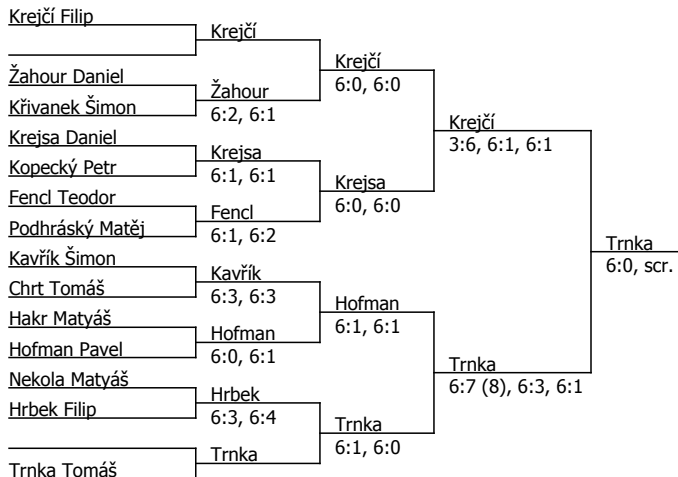 Krejčí Filip
Krejčí
Krejčí
6:0, 6:0
Žahour Daniel
Žahour
6:2, 6:1
Křivanek Šimon
Krejčí
3:6, 6:1, 6:1
Krejsa Daniel
Krejsa
6:1, 6:1
Kopecký Petr
Krejsa
6:0, 6:0
Fencl Teodor
Fencl
6:1, 6:2
Podhráský Matěj
Trnka
6:0, scr.
Kavřík Šimon
Kavřík
6:3, 6:3
Chrt Tomáš
Hofman
6:1, 6:1
Hakr Matyáš
Hofman
6:0, 6:1
Hofman Pavel
Trnka
6:7 (8), 6:3, 6:1
Nekola Matyáš
Hrbek
6:3, 6:4
Hrbek Filip
Trnka
6:1, 6:0
Trnka
Trnka Tomáš